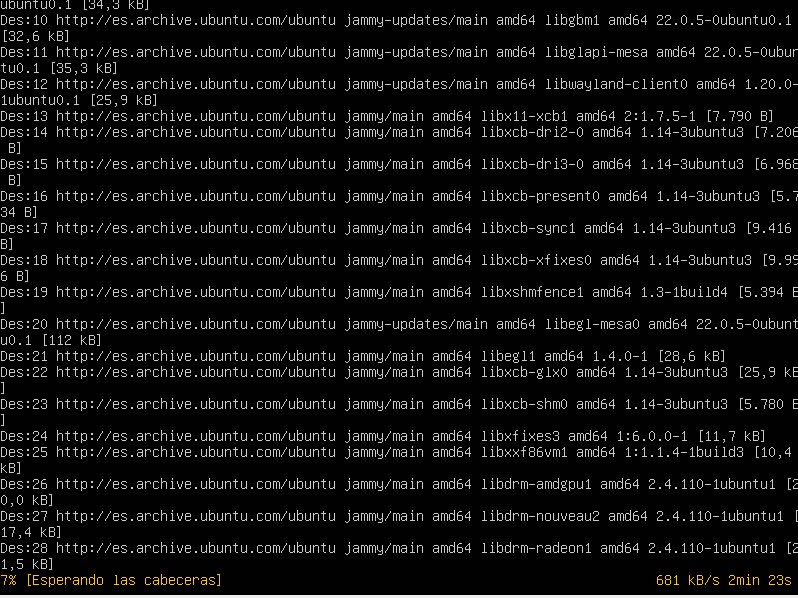 ubuntu0.1 [34,3 kB]
Des:10 http://es.archive.ubuntu.com/ubuntu jammy-updates/main amd64 libgbm1 amd64 22.0.5-0ubuntu0.1
[32,6 kB]
Des:11 http://es.archive.ubuntu.com/ubuntu jammy-updates/main amd64 libglapi-mesa amd64 22.0.5-0ubun
tu0.1 [35,3 kB]
Des:12 http://es.archive.ubuntu.com/ubuntu jammy-updates/main amd64 libwayland-client0 amd64 1.20.0-
1ubuntu0.1 [25,9 kB]
Des:13 http://es.archive.ubuntu.com/ubuntu jammy/main amd64 libx11-xcb1 amd64 2:1.7.5-1 [7.790 B]
Des:14 http://es.archive.ubuntu.com/ubuntu jammy/main amd64 libxcb-dri2-0 amd64 1.14-3ubuntu3 [7.206
B]
Des:15 http://es.archive.ubuntu.com/ubuntu jammy/main amd64 libxcb-dri3-0 amd64 1.14-3ubuntu3 [6.968
B]
Des:16 http://es.archive.ubuntu.com/ubuntu jammy/main amd64 libxcb-present0 amd64 1.14-3ubuntu3 [5.7
34 B]
Des:17 http://es.archive.ubuntu.com/ubuntu jammy/main amd64 libxcb-sync1 amd64 1.14-3ubuntu3 [9.416
B]
Des:18 http://es.archive.ubuntu.com/ubuntu jammy/main amd64 libxcb-xfixes0 amd64 1.14-3ubuntu3 [9.99
6 B]
Des:19 http://es.archive.ubuntu.com/ubuntu jammy/main amd64 libxshmfence1 amd64 1.3-1build4 [5.394 B
]
Des:20 http://es.archive.ubuntu.com/ubuntu jammy-updates/main amd64 libegl-mesa0 amd64 22.0.5-0ubunt
u0.1 [112 kB]
Des:21 http://es.archive.ubuntu.com/ubuntu jammy/main amd64 libegl1 amd64 1.4.0-1 [28,6 kB]
Des:22 http://es.archive.ubuntu.com/ubuntu jammy/main amd64 libxcb-glx0 amd64 1.14-3ubuntu3 [25,9 kB
]
Des:23 http://es.archive.ubuntu.com/ubuntu jammy/main amd64 libxcb-shm0 amd64 1.14-3ubuntu3 [5.780 B
]
Des:24 http://es.archive.ubuntu.com/ubuntu jammy/main amd64 libxfixes3 amd64 1:6.0.0-1 [11,7 kB]
Des:25 http://es.archive.ubuntu.com/ubuntu jammy/main amd64 libxxf86vm1 amd64 1:1.1.4-1build3 [10,4
kB]
Des:26 http://es.archive.ubuntu.com/ubuntu jammy/main amd64 libdrm-amdgpu1 amd64 2.4.110-1ubuntu1 [2
0,0 kB]
Des:27 http://es.archive.ubuntu.com/ubuntu jammy/main amd64 libdrm-nouveau2 amd64 2.4.110-1ubuntu1 [
17,4 kB]
Des:28 http://es.archive.ubuntu.com/ubuntu jammy/main amd64 libdrm-radeon1 amd64 2.4.110-1ubuntu1 [2
1,5 kB]
7% [Esperando las cabeceras] 681 kB/s 2min 23s